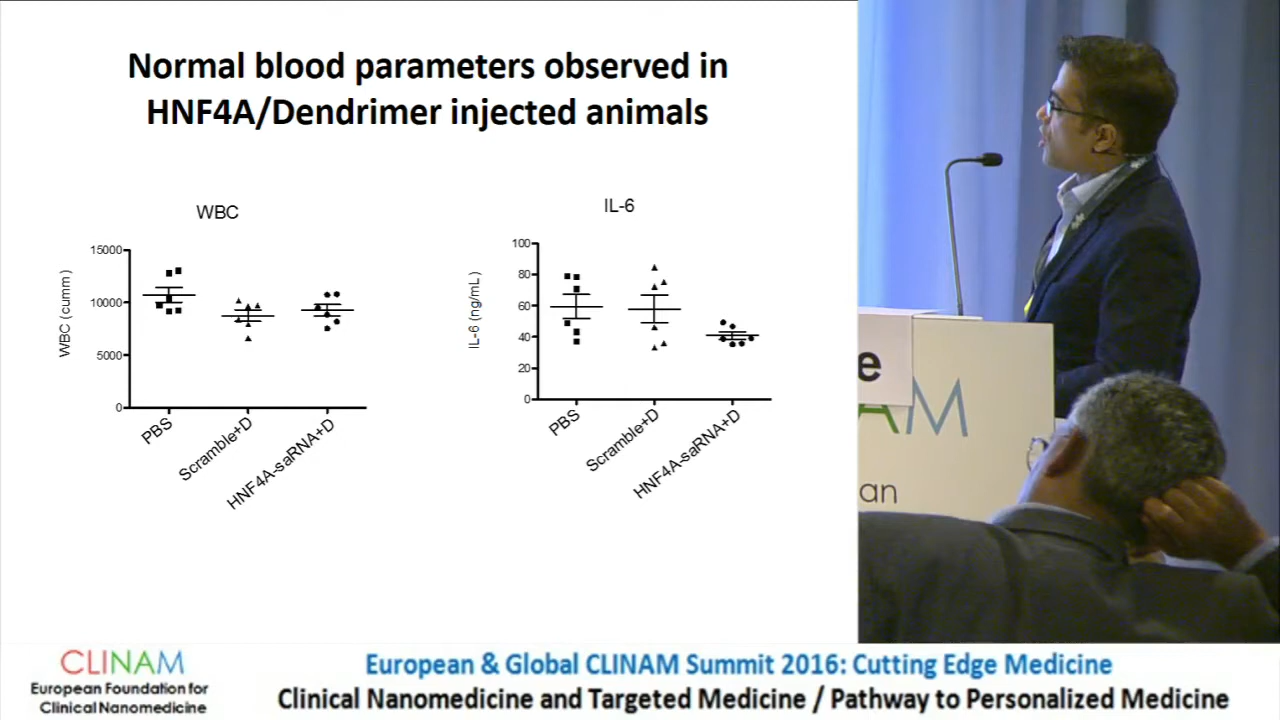 Normal blood parameters observed in
HNF4A/Dendrimer injected animals
WBC
WBC (cumm)
15000
10000
5000
0
PBS
Scramble+D
HNF4A-saRNA+D
IL-6
IL-6 (ng/mL)
100
80
60
40
20
0
PBS
Scramble+D
HNF4A-saRNA+D
e
AM
an
CLINAM
European Foundation for
Clinical Nanomedicine
European & Global CLINAM Summit 2016: Cutting Edge Medicine
Clinical Nanomedicine and Targeted Medicine / Pathway to Personalized Medicine